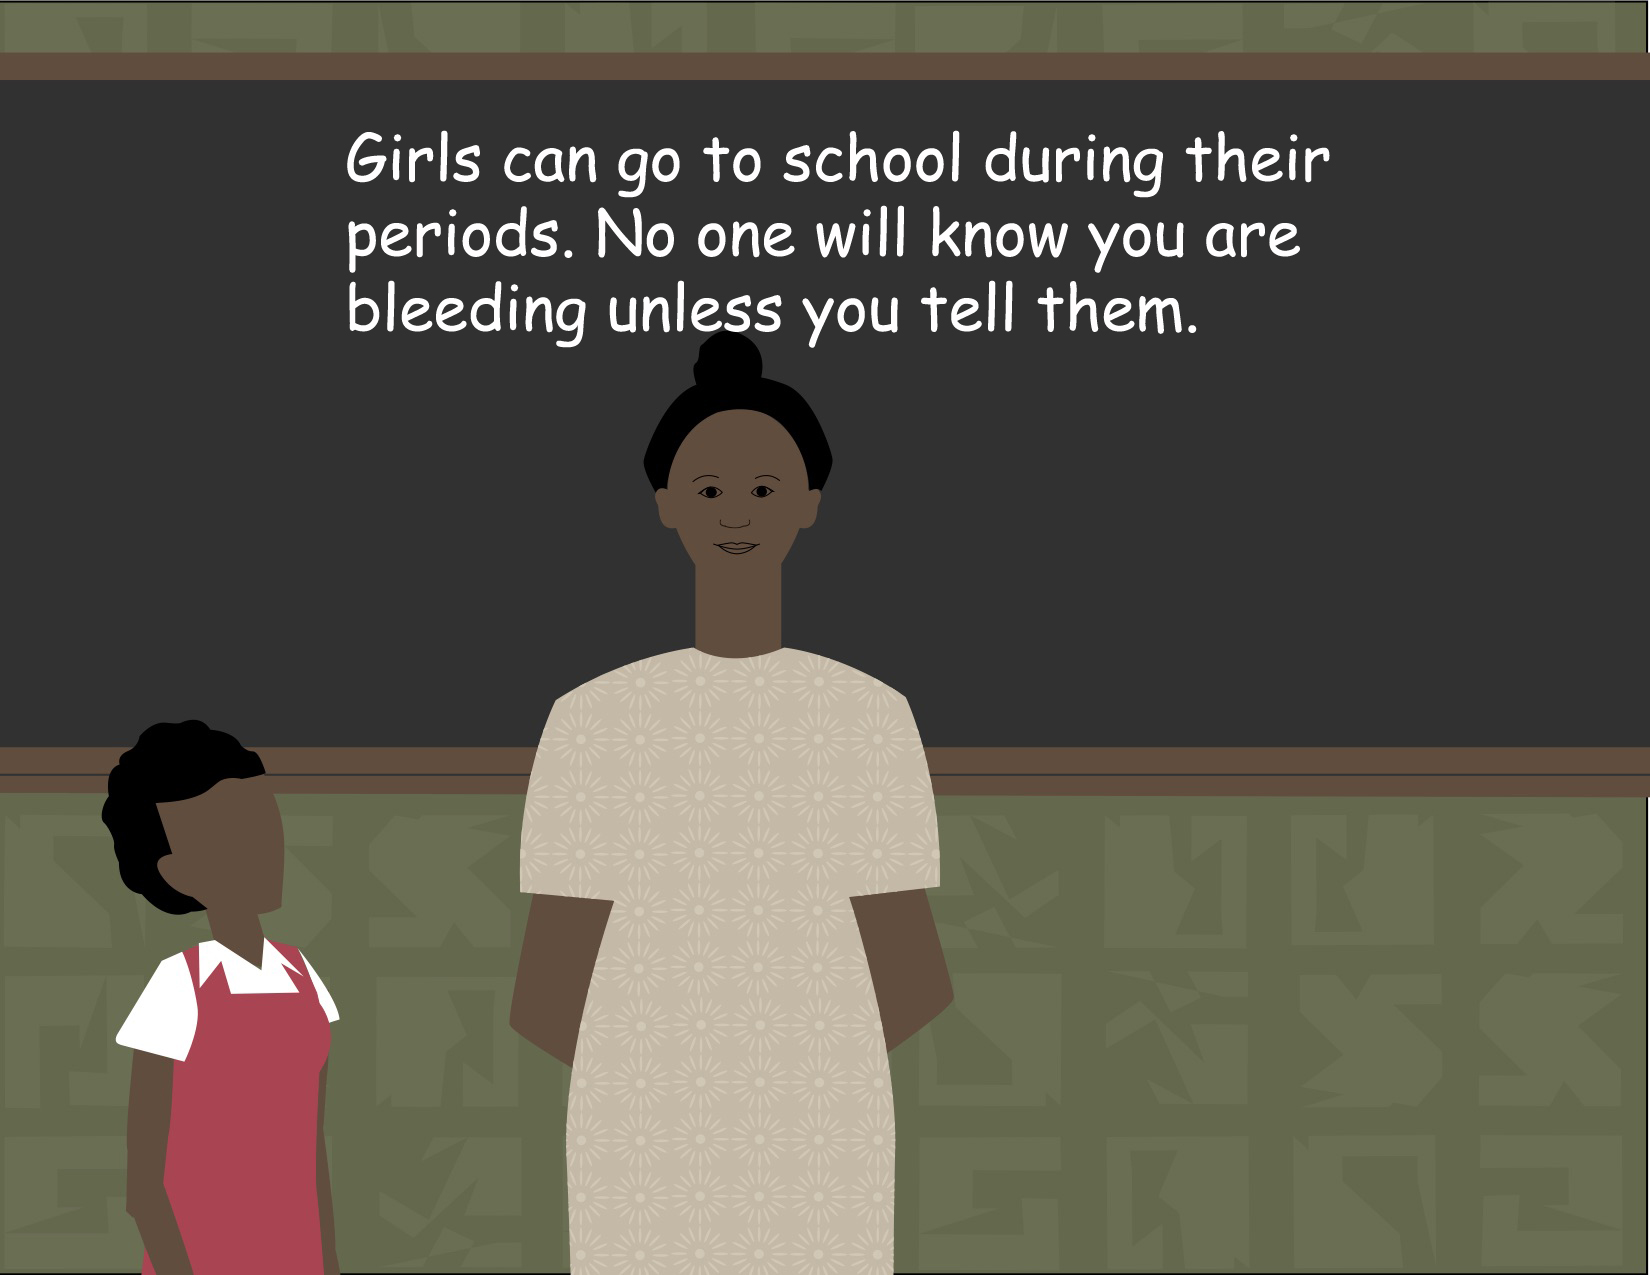 Girls can go to school during their
periods. No one will know you are
bleeding unless you tell them.